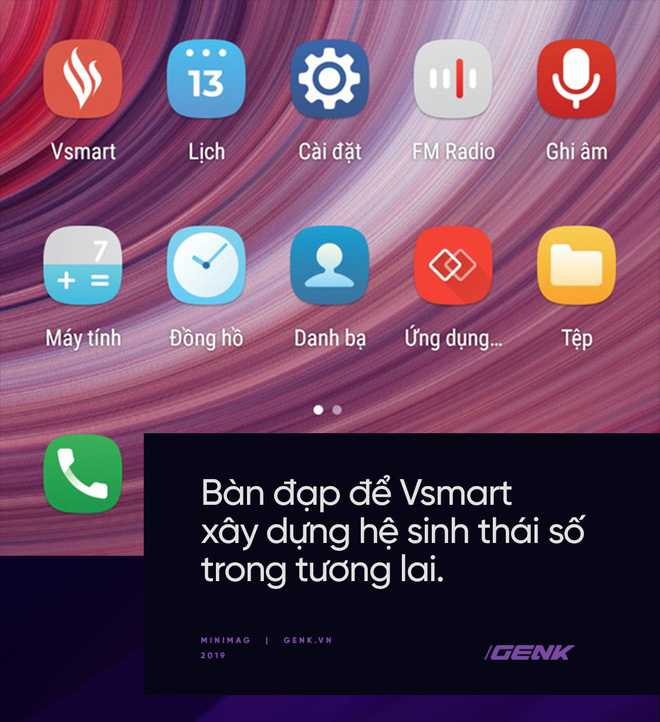 13
Vsmart Lịch Cài đặt FM Radio Ghi âm
7
+ =
Máy tính Đồng hồ Danh bạ Ứng dụng... Tệp
Bàn đạp để Vsmart
xây dựng hệ sinh thái số
trong tương lai.
MINIMAG | GENK.VN
2019
/GENK